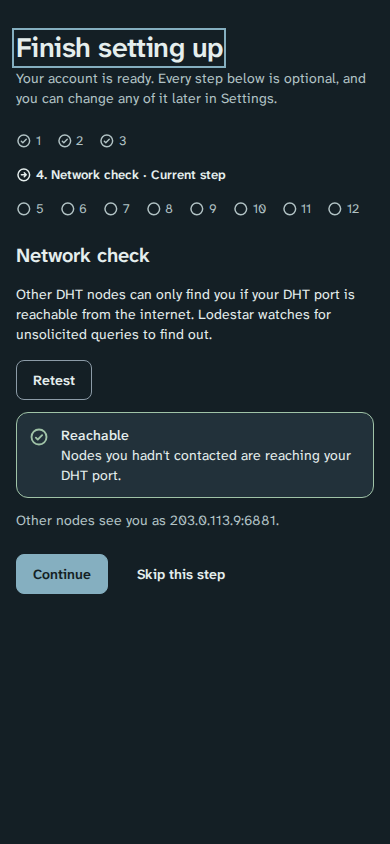 Finish setting up
Your account is ready. Every step below is optional, and
you can change any of it later in Settings.
1 2 3
4. Network check · Current step
5 6 7 8 9 10 11 12
Network check
Other DHT nodes can only find you if your DHT port is
reachable from the internet. Lodestar watches for
unsolicited queries to find out.
Retest
Reachable
Nodes you hadn't contacted are reaching your
DHT port.
Other nodes see you as 203.0.113.9:6881.
Continue Skip this step